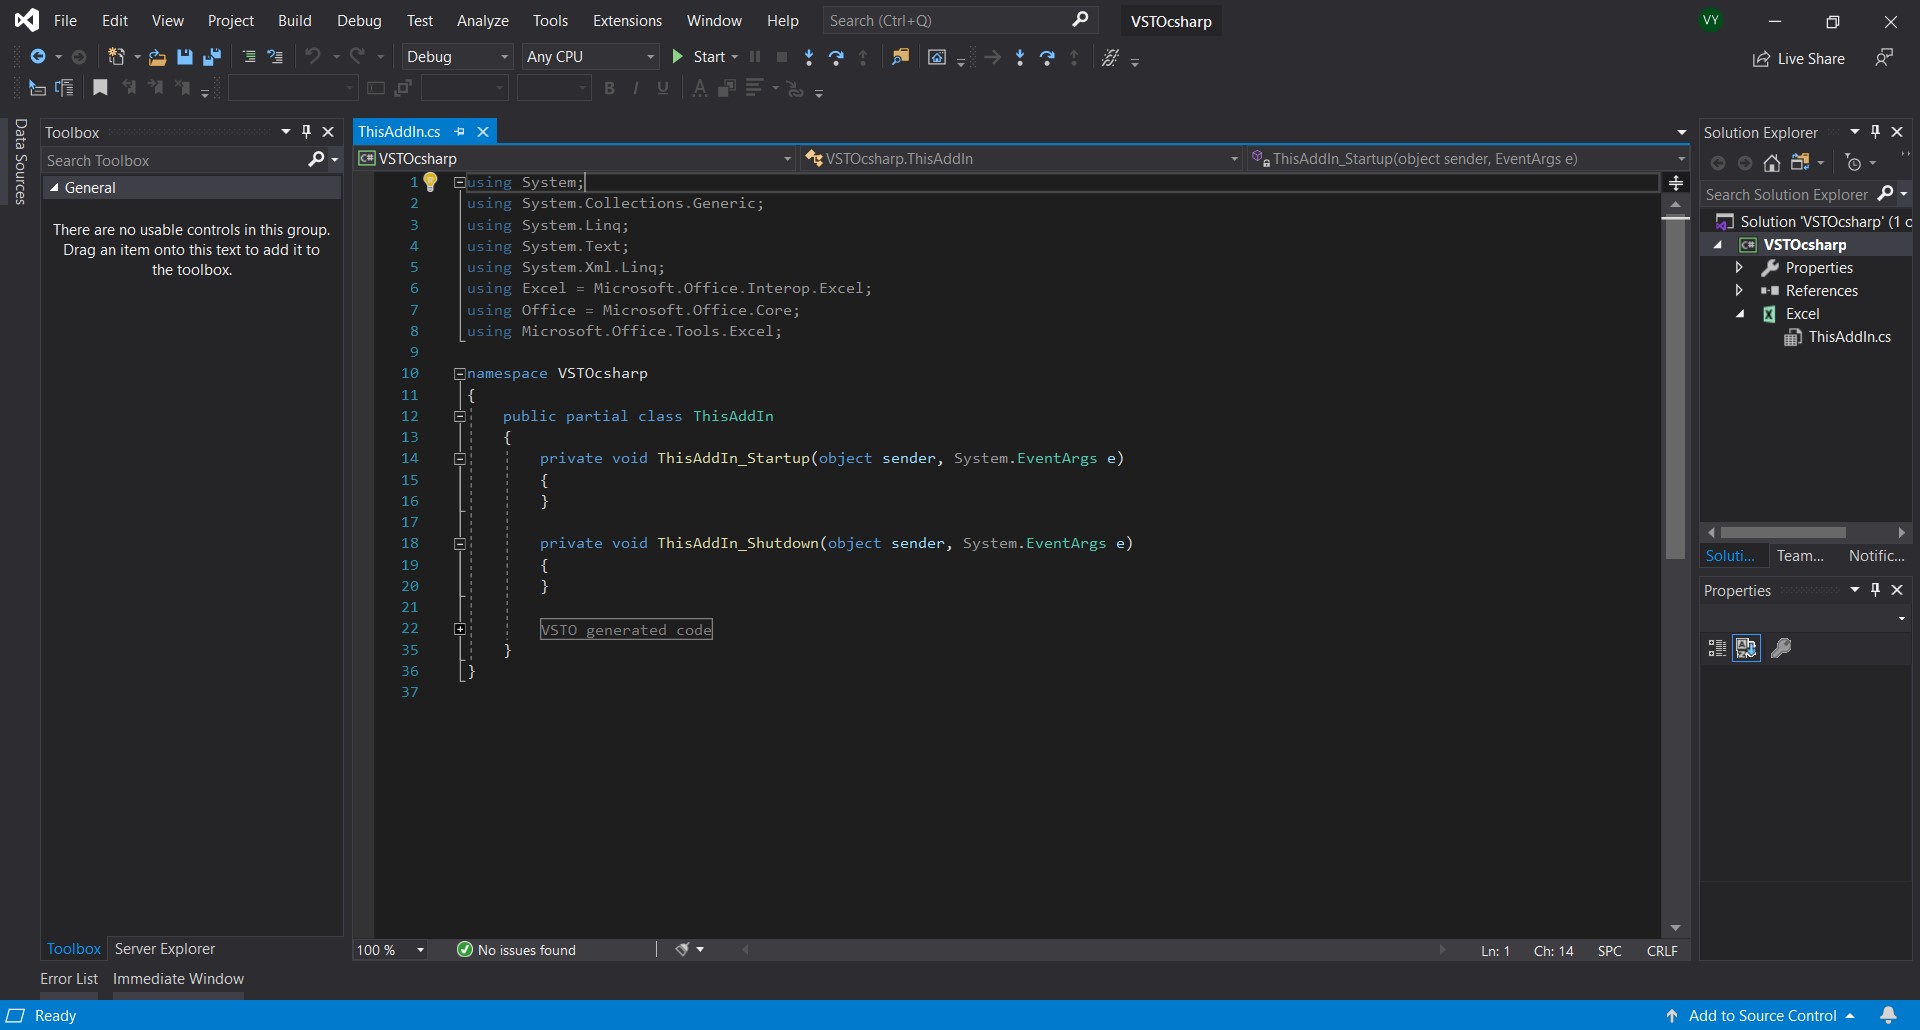 File Edit View Project Build Debug Test Analyze Tools Extensions Window Help Search (Ctrl+Q) VSTOcsharp VY
Debug Any CPU Start Live Share
Data Sources
Toolbox
Search Toolbox
General
There are no usable controls in this group.
Drag an item onto this text to add it to
the toolbox.
Toolbox Server Explorer
Error List Immediate Window
ThisAddIn.cs
VSTOcsharp VSTOcsharp.ThisAddIn ThisAddIn_Startup(object sender, EventArgs e)
1 using System;
2 using System.Collections.Generic;
3 using System.Linq;
4 using System.Text;
5 using System.Xml.Linq;
6 using Excel = Microsoft.Office.Interop.Excel;
7 using Office = Microsoft.Office.Core;
8 using Microsoft.Office.Tools.Excel;
9
10 namespace VSTOcsharp
11 {
12 public partial class ThisAddIn
13 {
14 private void ThisAddIn_Startup(object sender, System.EventArgs e)
15 {
16 }
17
18 private void ThisAddIn_Shutdown(object sender, System.EventArgs e)
19 {
20 }
21
22 VSTO generated code
35 }
36 }
37
100 % No issues found Ln: 1 Ch: 14 SPC CRLF
Solution Explorer
Search Solution Explorer
Solution 'VSTOcsharp' (1 o
VSTOcsharp
Properties
References
Excel
ThisAddIn.cs
Soluti... Team... Notific...
Properties
Ready Add to Source Control